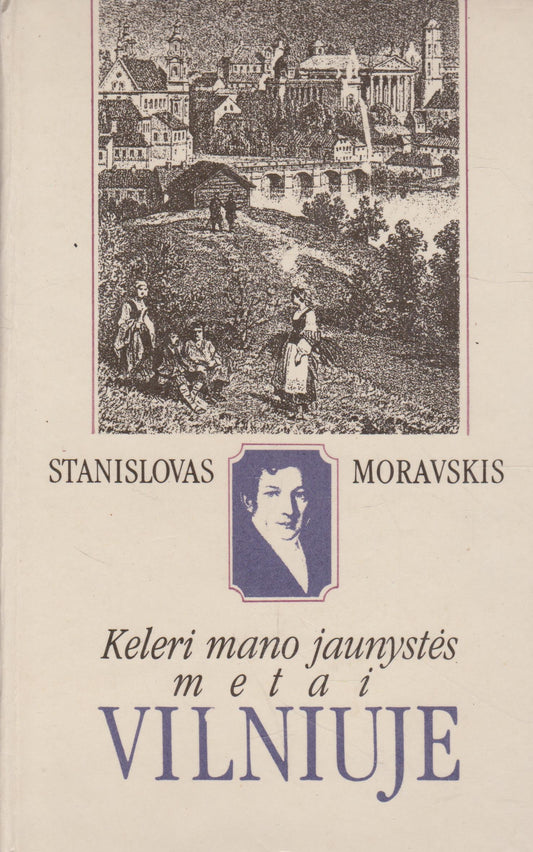 STANISLOVAS MORAVSKIS
Keleri mano jaunystės
metai
VILNIUJE